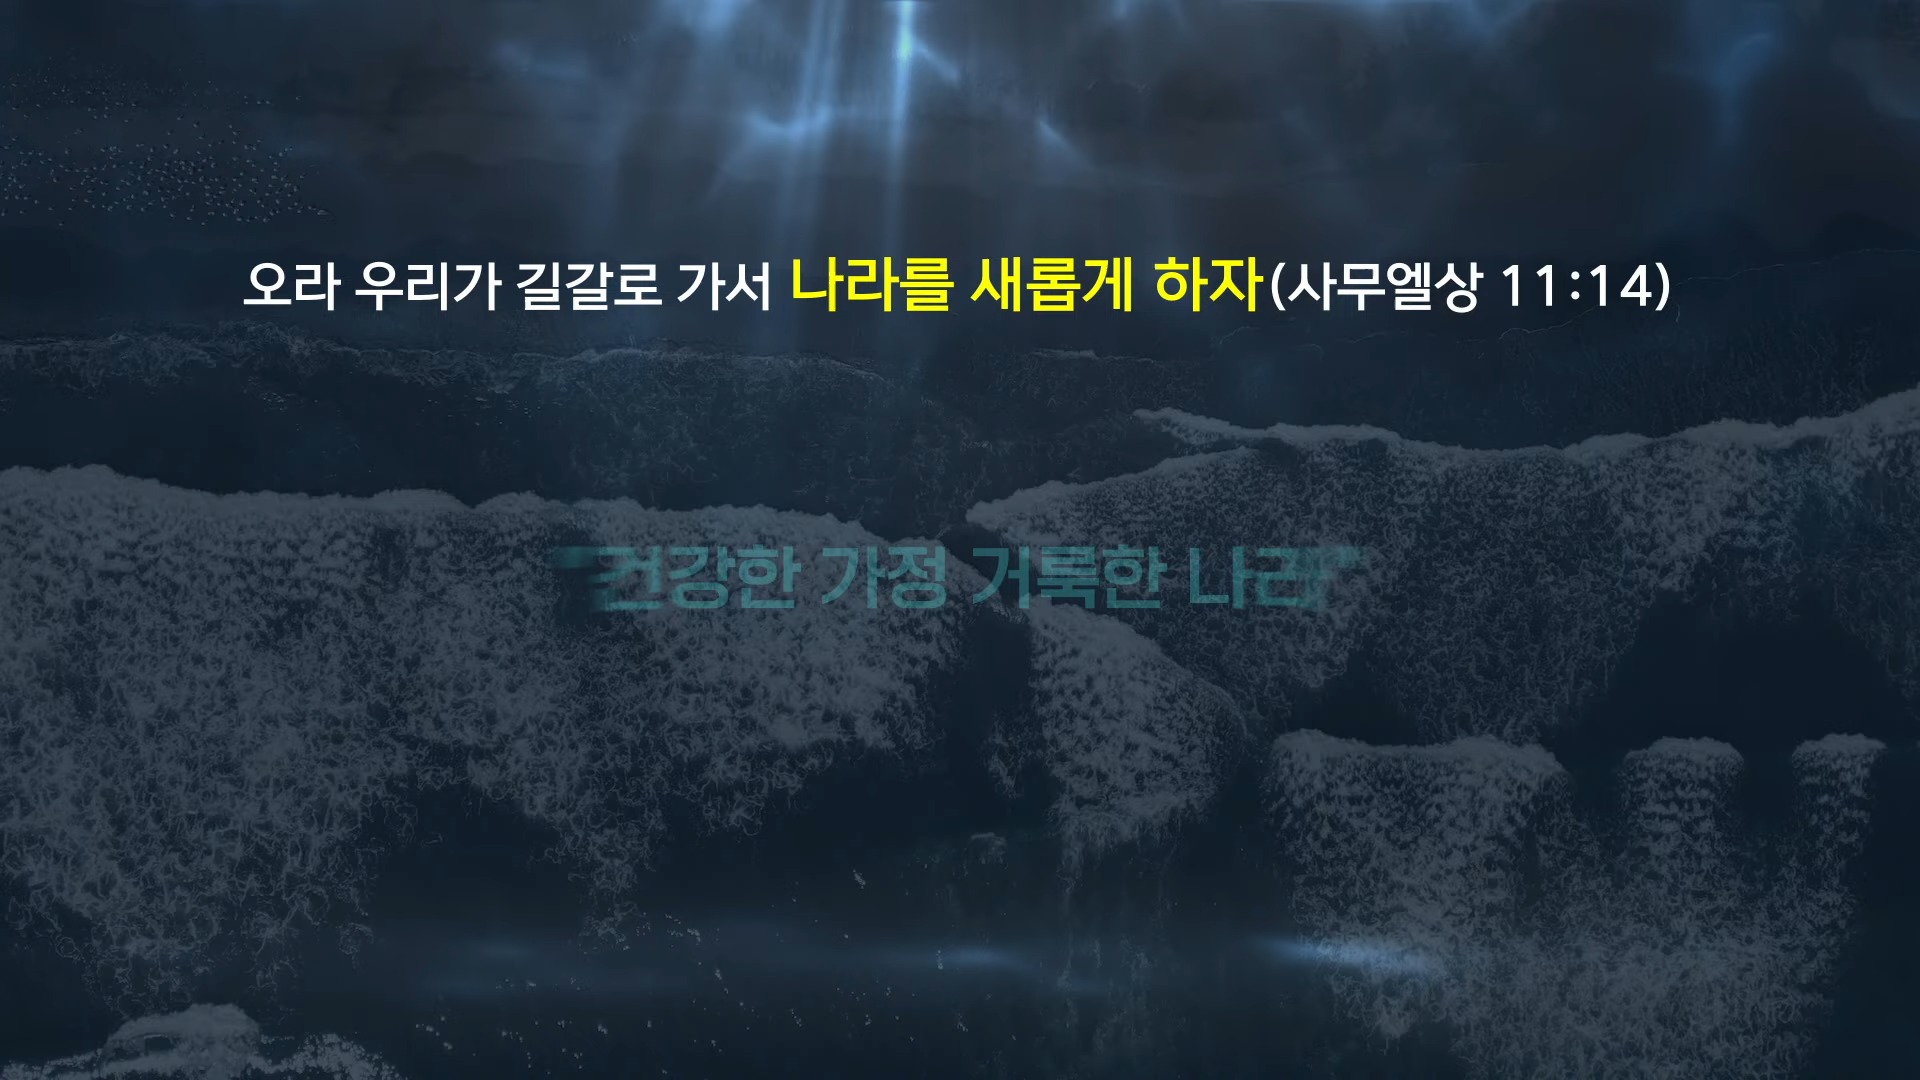 오라 우리가 길갈로 가서 나라를 새롭게 하자(사무엘상 11:14)
건강한 가정 거룩한 나라